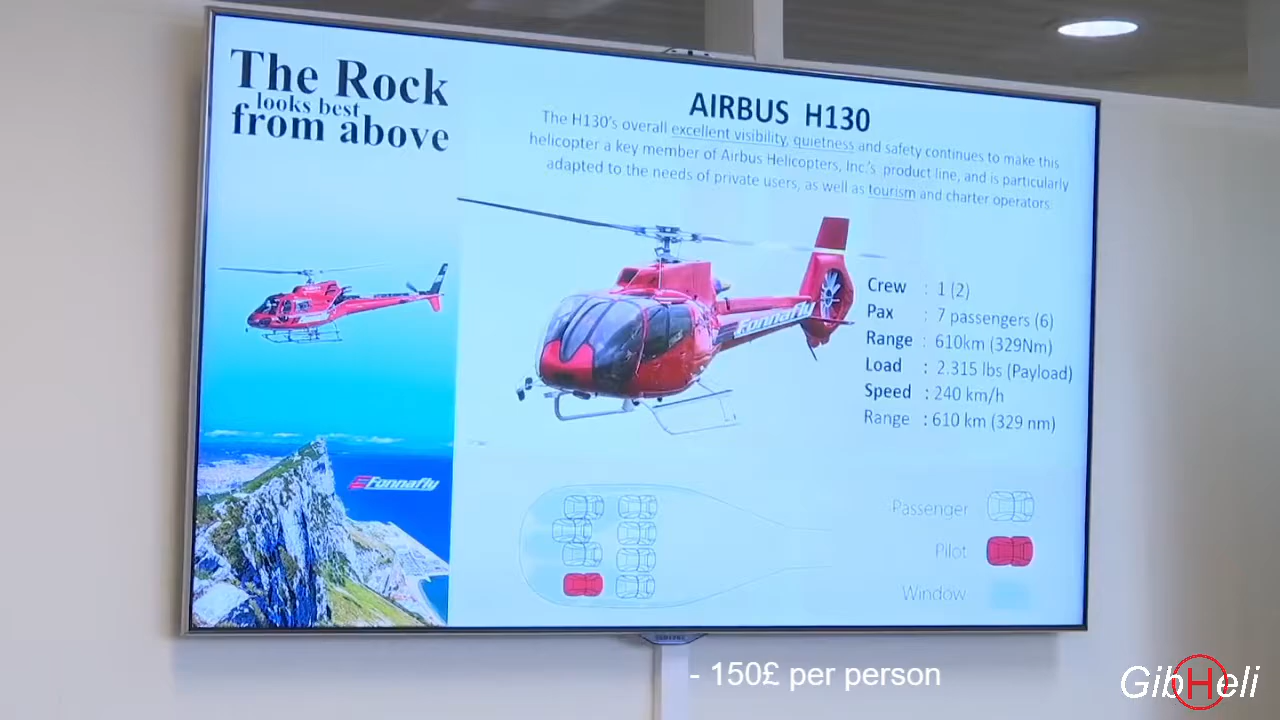 The Rock
looks best
from above
AIRBUS H130
The H130's overall excellent visibility, quietness and safety continues to make this
helicopter a key member of Airbus Helicopters, Inc.'s product line, and is particularly
adapted to the needs of private users, as well as tourism and charter operators.
Fonnafly
Crew : 1 (2)
Pax : 7 passengers (6)
Range : 610km (329Nm)
Load : 2.315 lbs (Payload)
Speed : 240 km/h
Range : 610 km (329 nm)
Fonnafly
Passenger
Pilot
Window
SAMSUNG
- 150£ per person
GibHeli